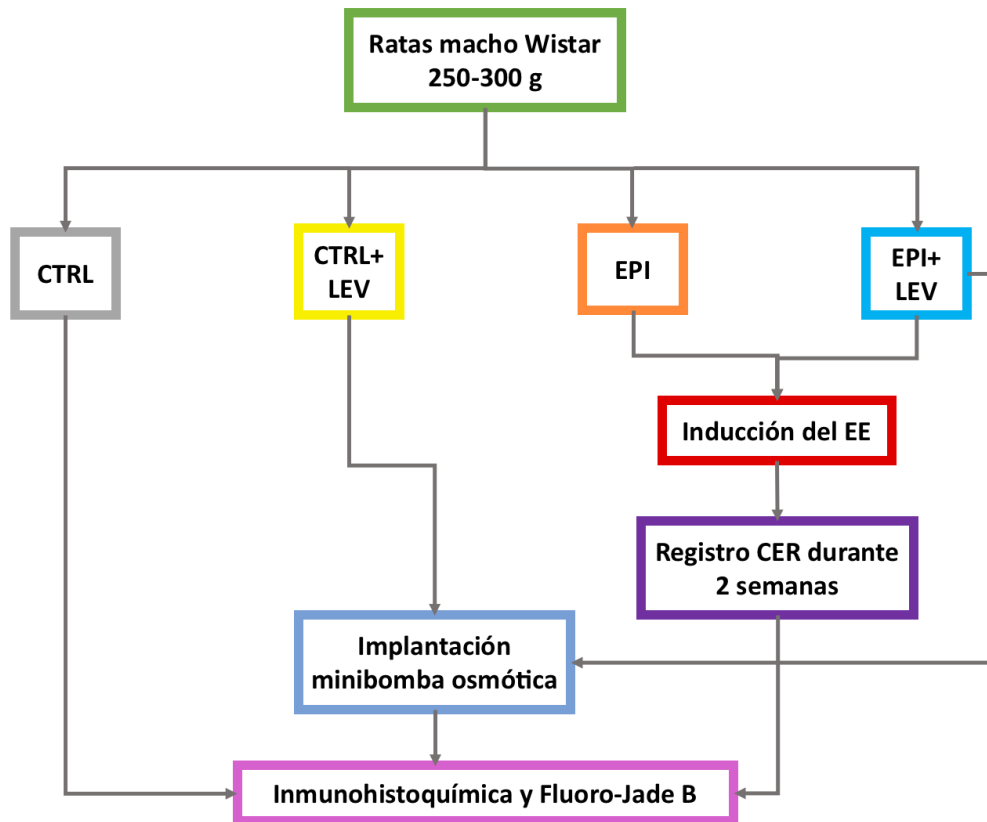 Ratas macho Wistar
250-300 g
CTRL
CTRL+
LEV
EPI
EPI+
LEV
Inducción del EE
Registro CER durante
2 semanas
Implantación
minibomba osmótica
Inmunohistoquímica y Fluoro-Jade B